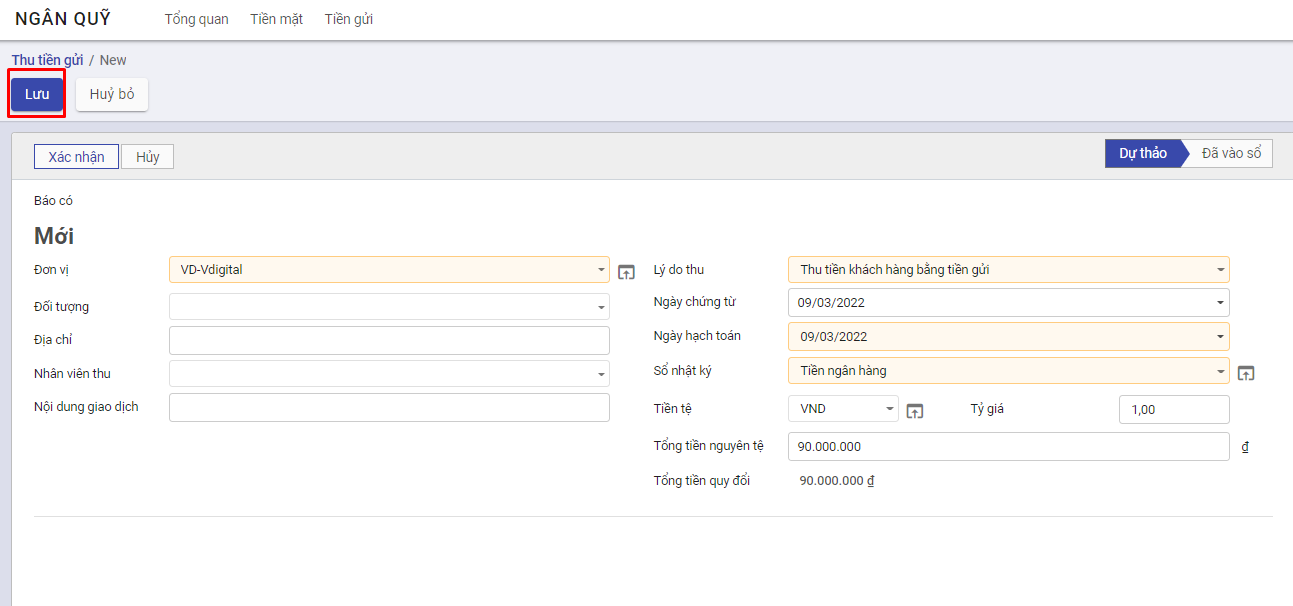 NGÂN QUỸ Tổng quan Tiền mặt Tiền gửi
Thu tiền gửi / New
Lưu Huỷ bỏ
Xác nhận Hủy Dự thảo Đã vào sổ
Báo có
Mới
Đơn vị VD-Vdigital Lý do thu Thu tiền khách hàng bằng tiền gửi
Đối tượng Ngày chứng từ 09/03/2022
Địa chỉ Ngày hạch toán 09/03/2022
Nhân viên thu Sổ nhật ký Tiền ngân hàng
Nội dung giao dịch Tiền tệ VND Tỷ giá 1,00
Tổng tiền nguyên tệ 90.000.000 ₫
Tổng tiền quy đổi 90.000.000 ₫